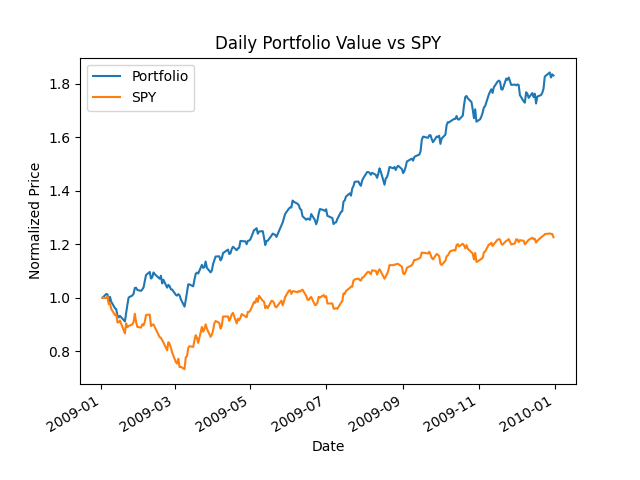 Daily Portfolio Value vs SPY
Portfolio
SPY
Normalized Price
1.8
1.6
1.4
1.2
1.0
0.8
2009-01
2009-03
2009-05
2009-07
2009-09
2009-11
2010-01
Date